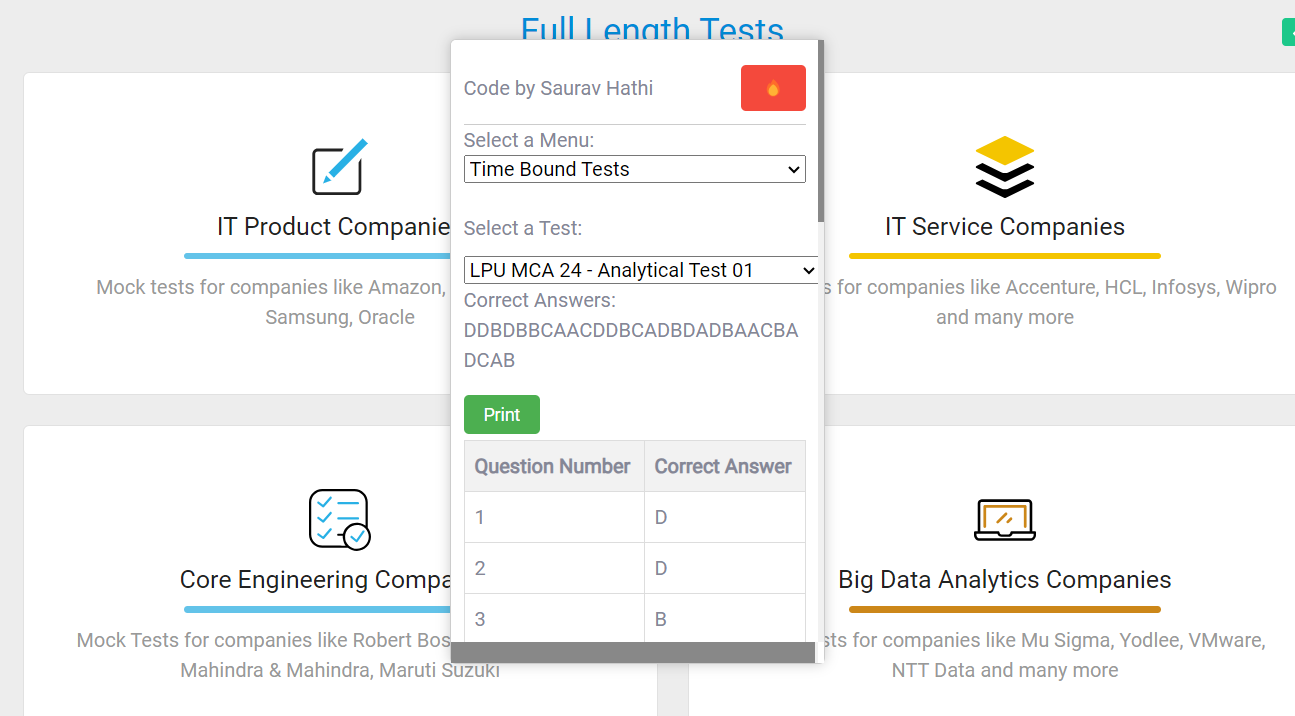 Full Length Tests
Code by Saurav Hathi
Select a Menu:
Time Bound Tests
Select a Test:
LPU MCA 24 - Analytical Test 01
Correct Answers:
DDBDBBCAACDDBCADBDADBAACBA
DCAB
Print
Question Number Correct Answer
1 D
2 D
3 B
IT Product Companie
Mock tests for companies like Amazon,
Samsung, Oracle
IT Service Companies
s for companies like Accenture, HCL, Infosys, Wipro
and many more
Core Engineering Compa
Mock Tests for companies like Robert Bos
Mahindra & Mahindra, Maruti Suzuki
Big Data Analytics Companies
sts for companies like Mu Sigma, Yodlee, VMware,
NTT Data and many more